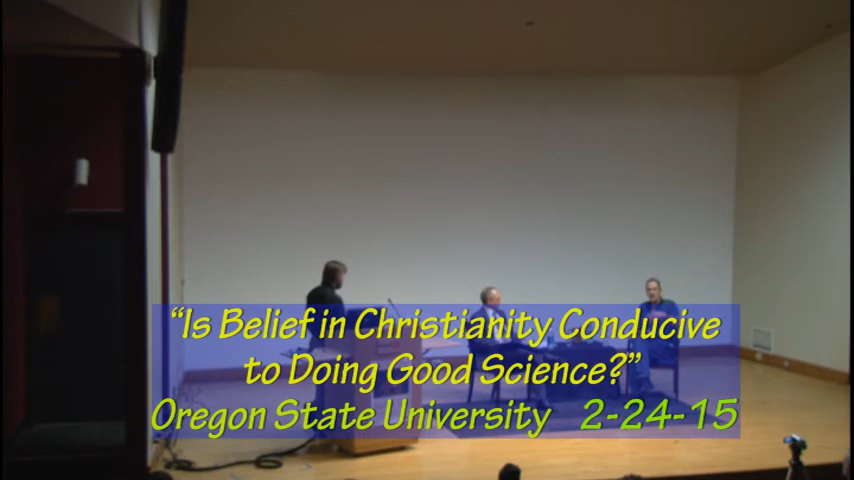 “Is Belief in Christianity Conducive
to Doing Good Science?”
Oregon State University 2-24-15